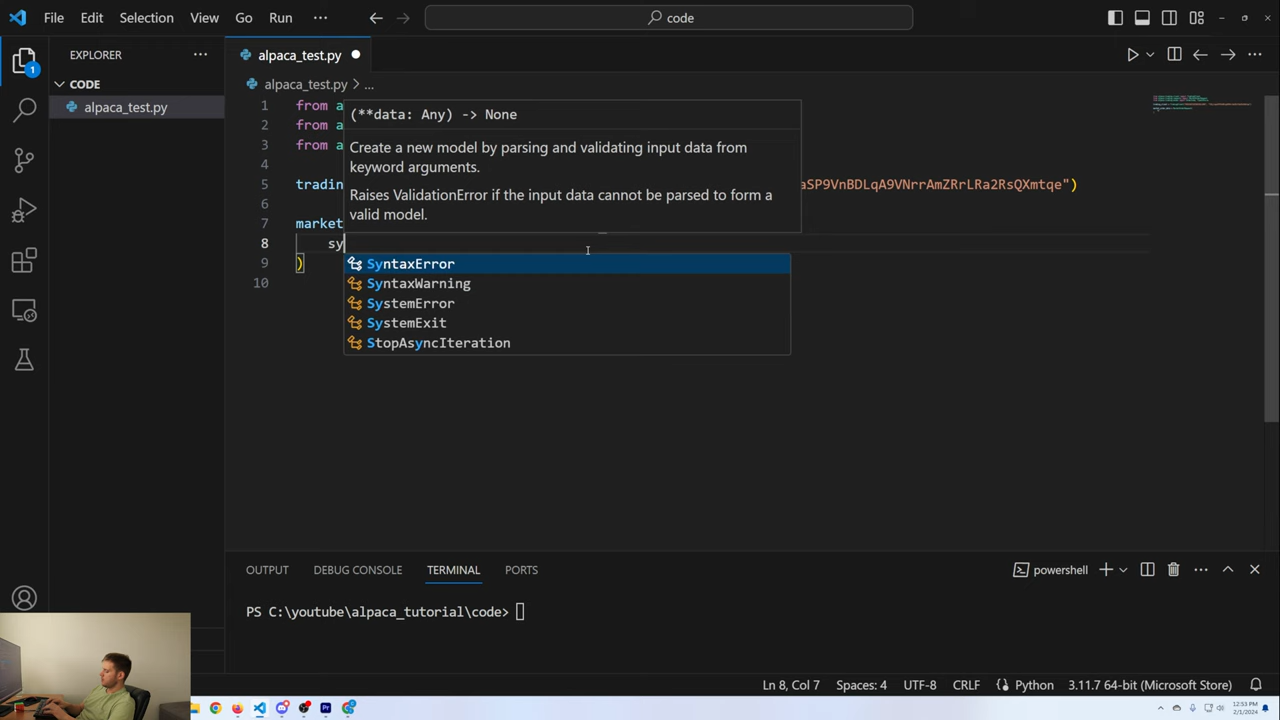 File Edit Selection View Go Run ··· code
EXPLORER ···
alpaca_test.py
CODE
alpaca_test.py
alpaca_test.py > ...
1 from a
2 from a
3 from a
4
5 tradin aSP9VnBDLqA9VNrrAmZRrLRa2RsQXmtqe")
6
7 market
8 sy
9 )
10
(**data: Any) -> None
Create a new model by parsing and validating input data from
keyword arguments.
Raises ValidationError if the input data cannot be parsed to form a
valid model.
SyntaxError
SyntaxWarning
SystemError
SystemExit
StopAsyncIteration
1
OUTPUT DEBUG CONSOLE TERMINAL PORTS powershell ···
PS C:\youtube\alpaca_tutorial\code>
Ln 8, Col 7 Spaces: 4 UTF-8 CRLF Python 3.11.7 64-bit (Microsoft Store)
12:53 PM
2/1/2024